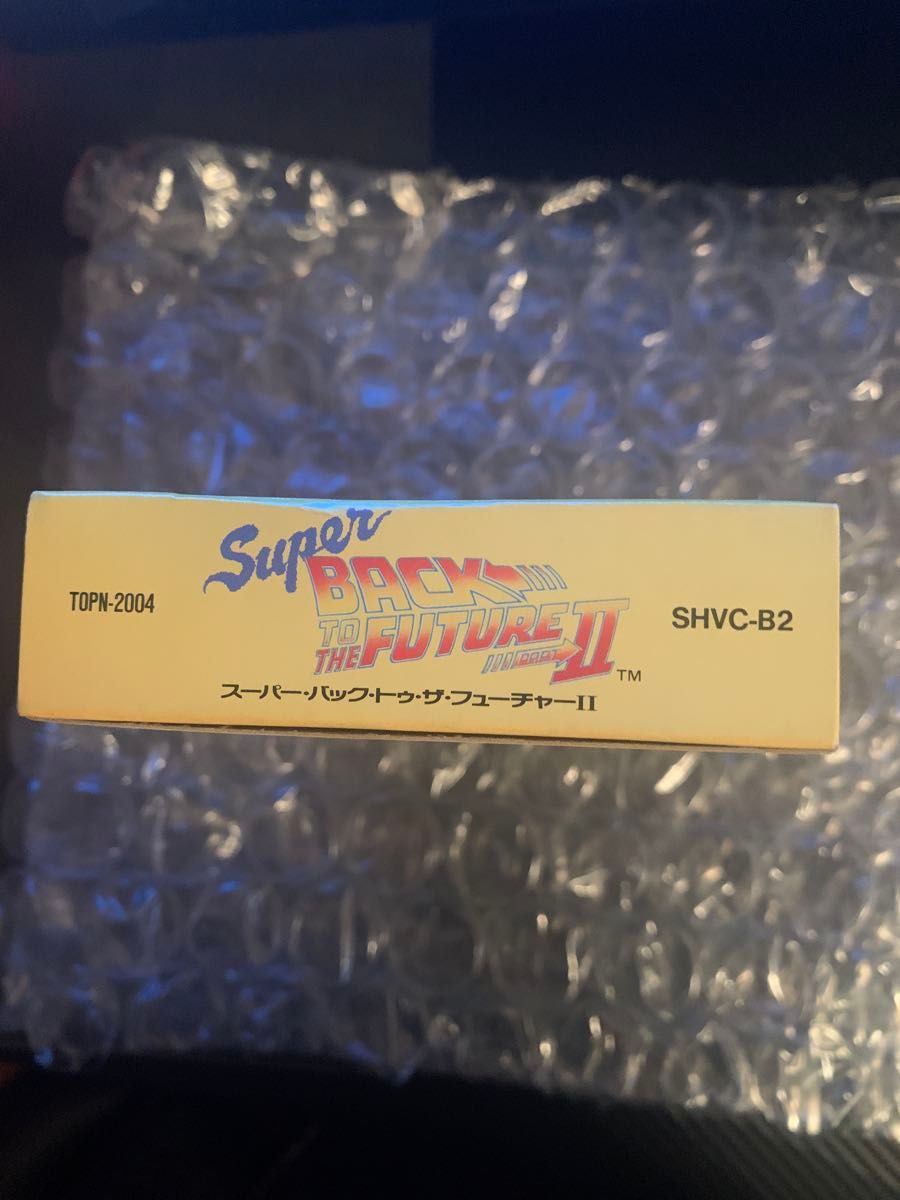 TOPN-2004
Super
BACK
TO
THE FUTURE
PART II
TM
スーパー・バック・トゥ・ザ・フューチャーII
SHVC-B2